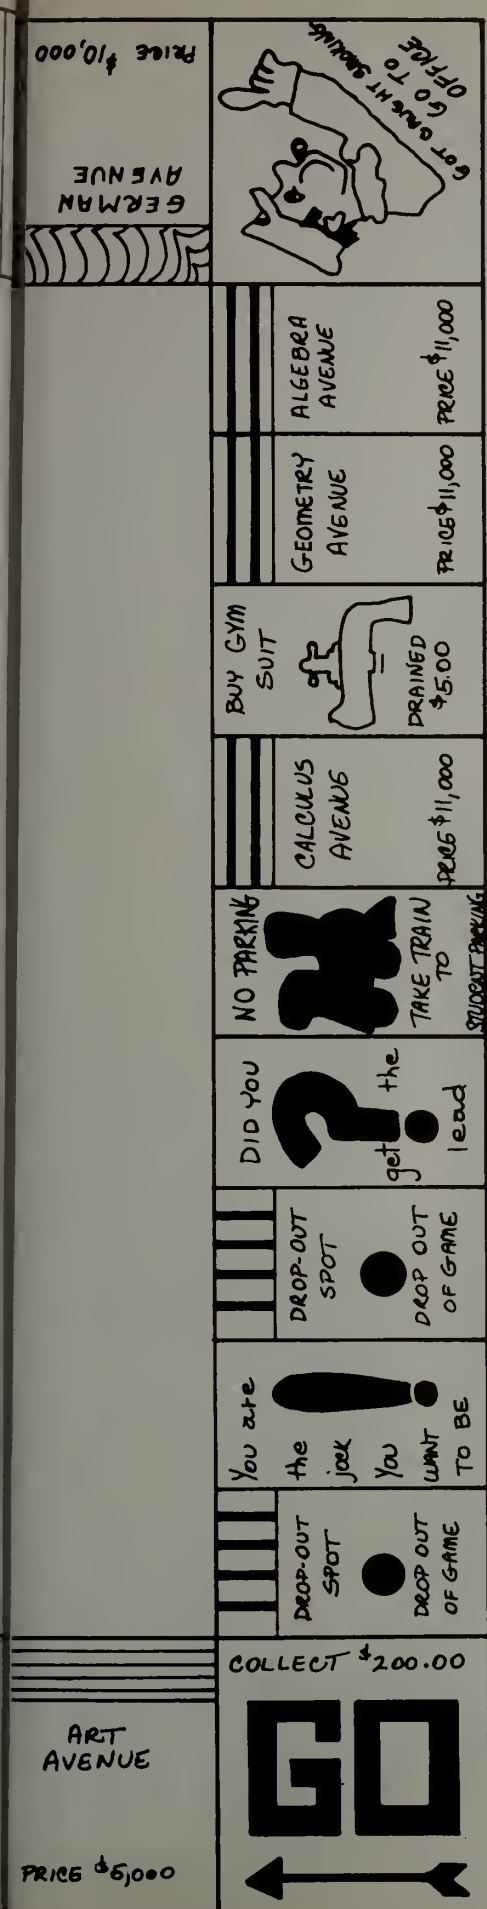 PRICE $10,000
GERMAN
AVENUE
GOT CAUGHT SMOKING
GO TO
OFFICE
ALGEBRA
AVENUE
PRICE $11,000
GEOMETRY
AVENUE
PRICE $11,000
BUY GYM
SUIT
DRAINED
$5.00
CALCULUS
AVENUE
PRICE $11,000
NO PARKING
TAKE TRAIN
TO
STUDENT PARKING
DID YOU
?
get the
lead
DROP-OUT
SPOT
DROP OUT
OF GAME
You are
the
jock
You
WANT
TO BE
!
DROP-OUT
SPOT
DROP OUT
OF GAME
COLLECT $200.00
GO
ART
AVENUE
PRICE $5,000